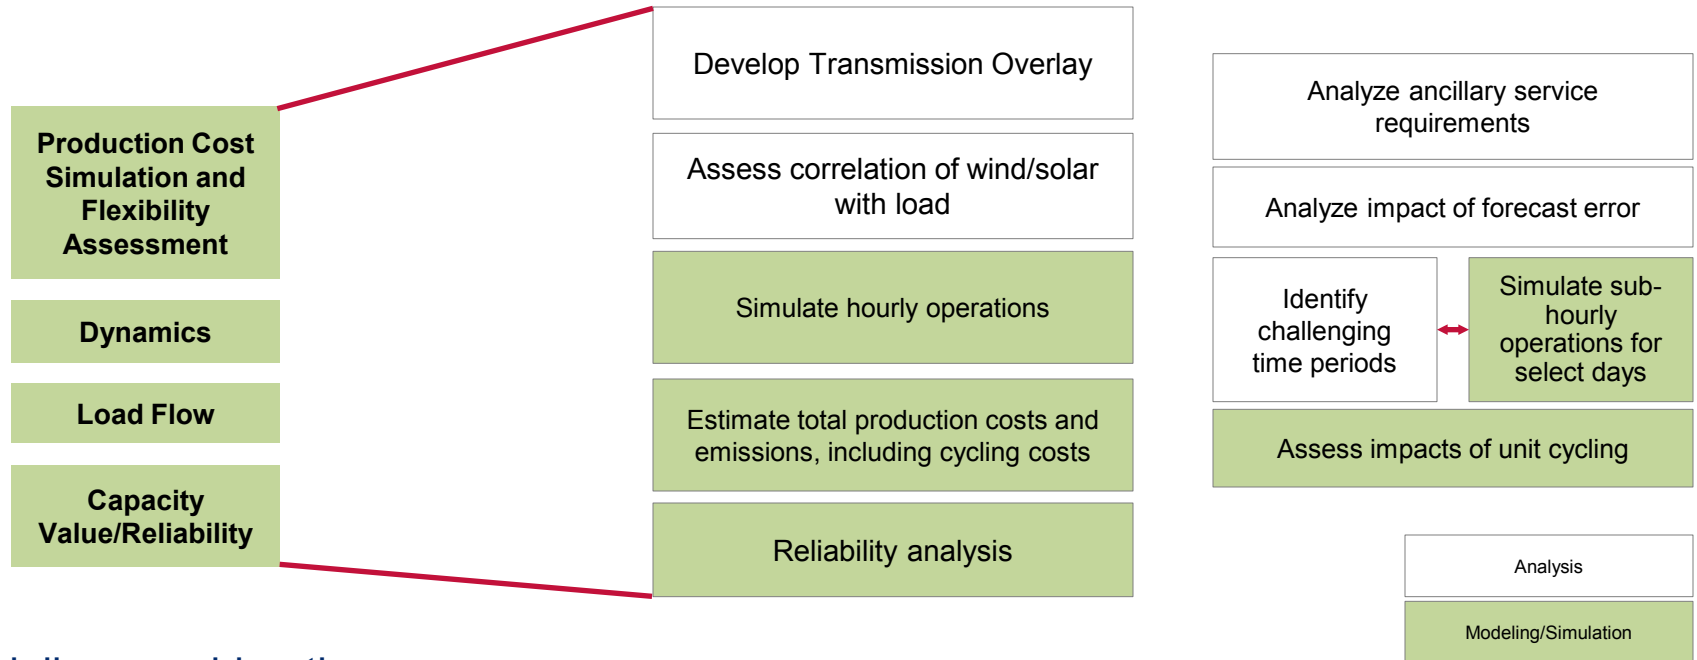 Production Cost
Simulation and
Flexibility
Assessment
Dynamics
Load Flow
Capacity
Value/Reliability
Develop Transmission Overlay
Assess correlation of wind/solar
with load
Simulate hourly operations
Estimate total production costs and
emissions, including cycling costs
Reliability analysis
Analyze ancillary service
requirements
Analyze impact of forecast error
Identify
challenging
time periods
Simulate sub-
hourly
operations for
select days
Assess impacts of unit cycling
Analysis
Modeling/Simulation